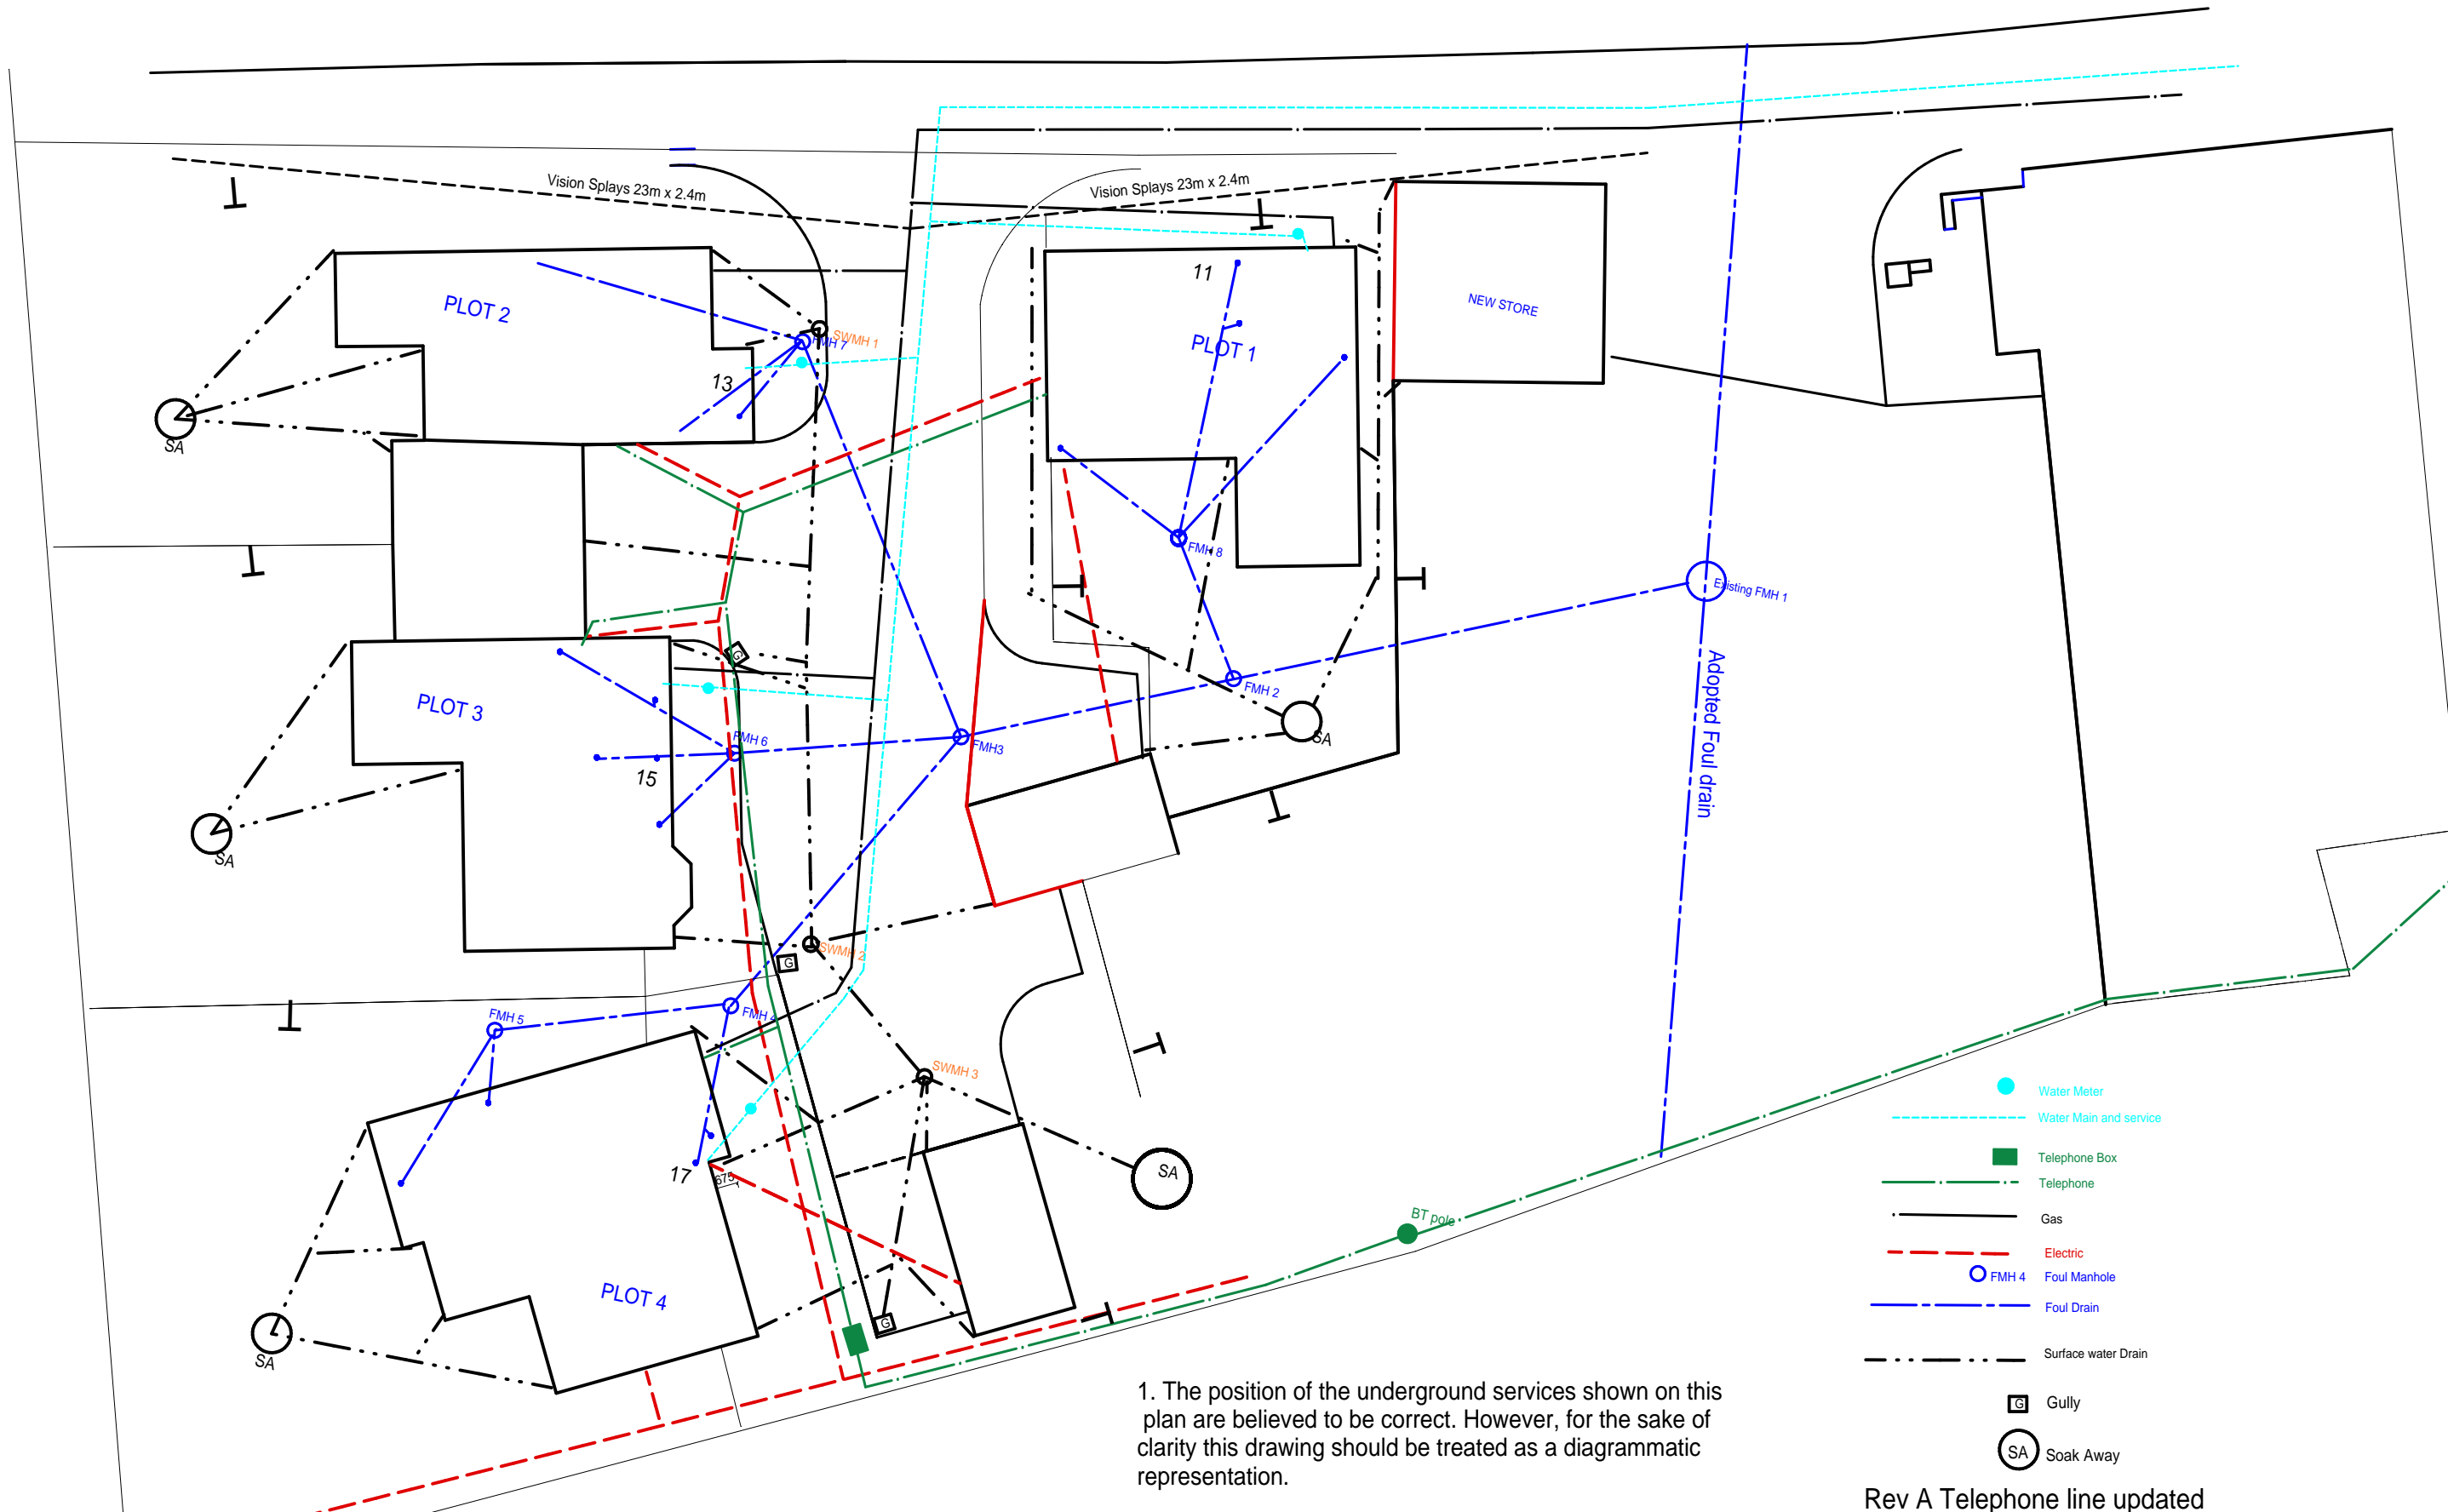 Vision Splays 23m x 2.4m
Vision Splays 23m x 2.4m
11
NEW STORE
PLOT 2
SWMH 1
FMH 7
PLOT 1
13
SA
FMH 8
Existing FMH 1
G
Adopted Foul drain
FMH 2
PLOT 3
FMH 6
FMH3
SA
15
SA
SWMH 2
G
FMH 5
FMH 4
SWMH 3
Water Meter
Water Main and service
Telephone Box
17
675
SA
Telephone
BT pole
Gas
Electric
FMH 4 Foul Manhole
PLOT 4
Foul Drain
G
SA
Surface water Drain
1. The position of the underground services shown on this
plan are believed to be correct. However, for the sake of
clarity this drawing should be treated as a diagrammatic
representation.
G Gully
SA Soak Away
Rev A Telephone line updated